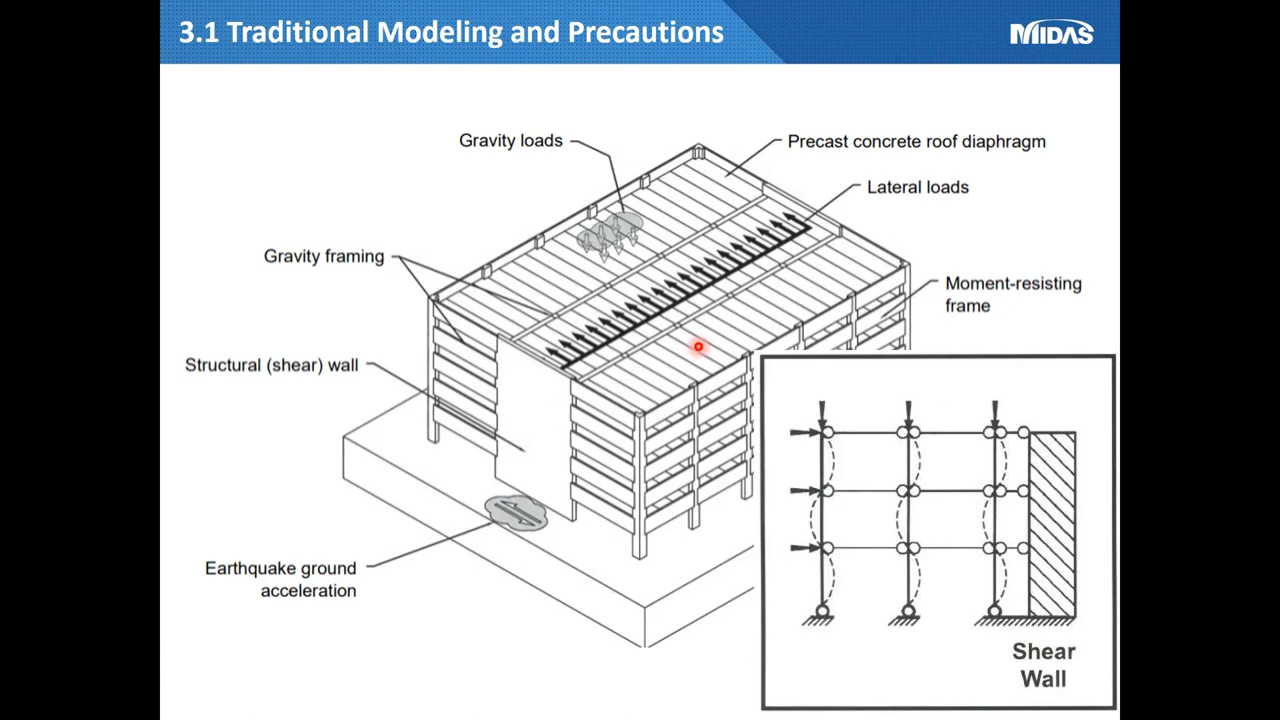 3.1 Traditional Modeling and Precautions
MIDAS
Gravity loads
Precast concrete roof diaphragm
Lateral loads
Gravity framing
Moment-resisting
frame
Structural (shear) wall
Earthquake ground
acceleration
Shear
Wall